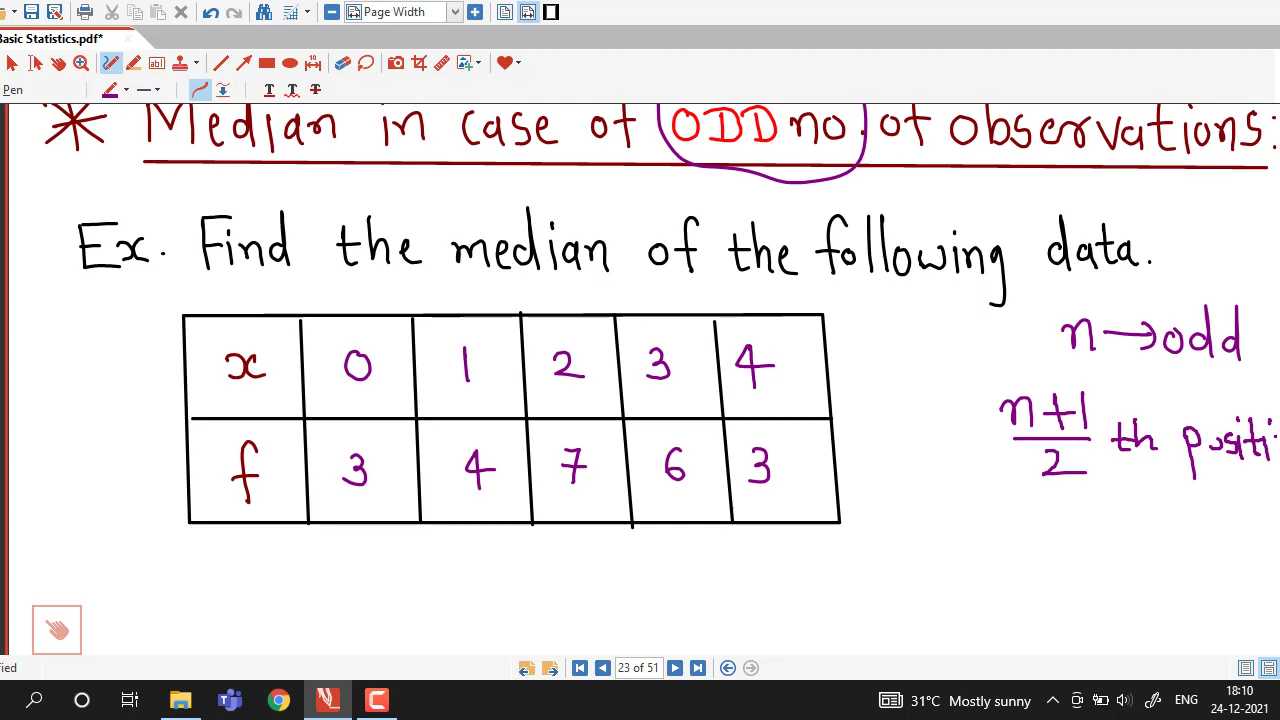 Page Width
Basic Statistics.pdf*
Pen
* Median in case of ODD no. of observations:
Ex. Find the median of the following data.
x 0 1 2 3 4
f 3 4 7 6 3
n → odd
n+1
2 th positi
fied
23 of 51
31°C Mostly sunny
ENG
18:10
24-12-2021